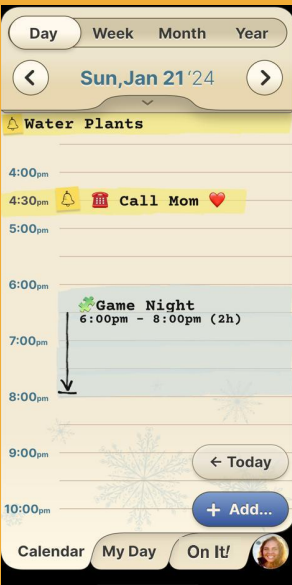 Day Week Month Year
Sun,Jan 21 '24
Water Plants
4:00pm
4:30pm ☎️ Call Mom ❤️
5:00pm
6:00pm
🧩Game Night
6:00pm - 8:00pm (2h)
7:00pm
8:00pm
9:00pm
← Today
10:00pm
+ Add...
Calendar My Day On It!